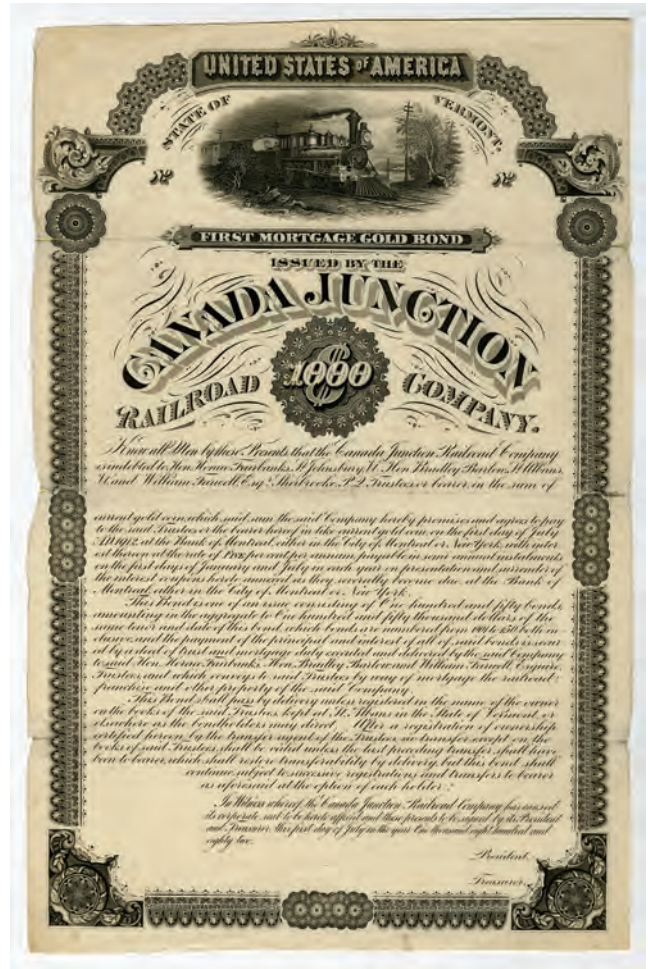 UNITED STATES OF AMERICA
STATE OF VERMONT.
No No
FIRST MORTGAGE GOLD BOND
ISSUED BY THE
CANADA JUNCTION
$1000
RAILROAD COMPANY.
Know all Men by these Presents, that the Canada Junction Railroad Company
is indebted to Hon. Horace Fairbanks, St. Johnsbury, Vt. Hon. Bradley Barlow, St. Albans,
Vt. and William Farwell, Esq. Sherbrooke, P.Q. Trustees or bearer, in the sum of
current gold coin, which said sum the said Company hereby promises and agrees to pay
to the said Trustees or the bearer hereof in like current gold coin on the first day of July
A.D. 1912, at the Bank of Montreal, either in the City of Montreal or, New York, with inter-
est thereon at the rate of FIVE per cent per annum, payable in semi-annual instalments
on the first days of January and July in each year on presentation and surrender of
the interest coupons hereto annexed as they severally become due, at the Bank of
Montreal, either in the City of Montreal or New York.
This Bond is one of an issue consisting of One hundred and fifty bonds,
amounting in the aggregate to One hundred and fifty thousand dollars of the
same tenor and date of this bond, which bonds are numbered from 101 to 250 both in-
clusive, and the payment of the principal and interest of all of said bonds is secur-
ed by a deed of trust and mortgage duly executed and delivered by the said Company
to said Hon. Horace Fairbanks, Hon. Bradley Barlow and William Farwell, Esquire,
Trustees, and which conveys to said Trustees by way of mortgage the railroad,
franchise and other property of the said Company.
This Bond shall pass by delivery unless registered in the name of the owner
on the books of the said Trustees, kept at St. Albans in the State of Vermont, or
elsewhere as the bondholders may direct. After a registration of ownership
certified hereon, by the transfer agent of the Trustees, no transfer except on the
books of said Trustees, shall be valid unless the last preceding transfer shall have
been to bearer, which shall restore transferability by delivery, but this bond shall
continue subject to successive registrations and transfers to bearer
as aforesaid at the option of each holder.
In Witness whereof, the Canada Junction Railroad Company has caused
its corporate seal to be hereto affixed and these presents to be signed by its President
and Treasurer, this first day of July in the year One thousand eight hundred and
eighty two.
President.
Treasurer.